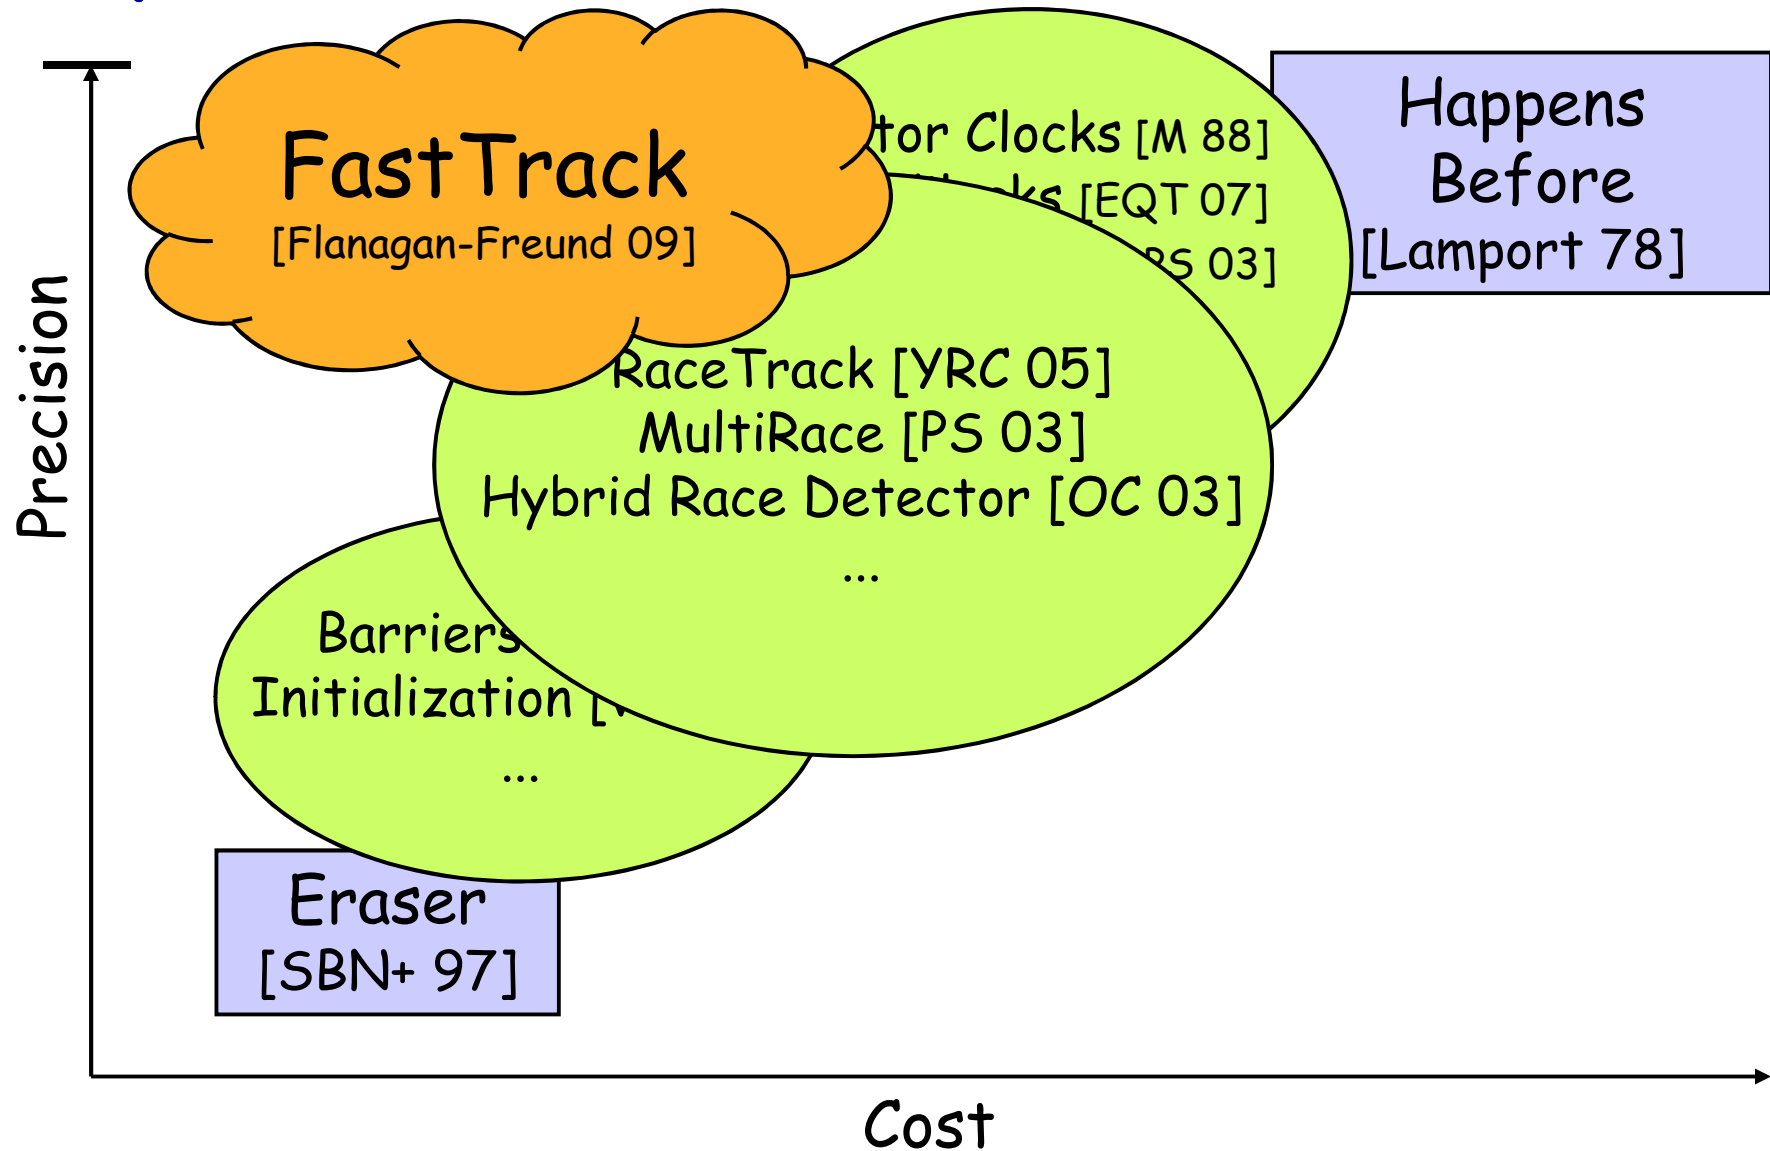 FastTrack
[Flanagan-Freund 09]
Clocks [M 88]
[EQT 07]
03]
Happens
Before
[Lamport 78]
Precision
RaceTrack [YRC 05]
MultiRace [PS 03]
Hybrid Race Detector [OC 03]
...
Barriers
Initialization
...
Eraser
[SBN+ 97]
Cost